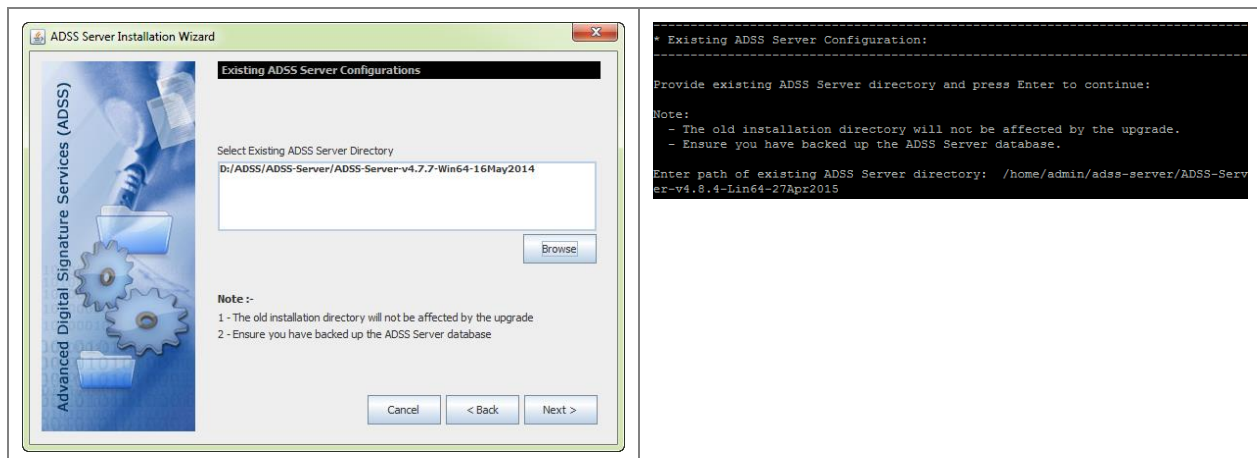 ADSS Server Installation Wizard
Advanced Digital Signature Services (ADSS)
Existing ADSS Server Configurations
Select Existing ADSS Server Directory
D:/ADSS/ADSS-Server/ADSS-Server-v4.7.7-Win64-16May2014
Browse
Note :-
1 - The old installation directory will not be affected by the upgrade
2 - Ensure you have backed up the ADSS Server database
Cancel
< Back
Next >
* Existing ADSS Server Configuration:
Provide existing ADSS Server directory and press Enter to continue:
Note:
- The old installation directory will not be affected by the upgrade.
- Ensure you have backed up the ADSS Server database.
Enter path of existing ADSS Server directory:  /home/admin/adss-server/ADSS-Serv
er-v4.8.4-Lin64-27Apr2015